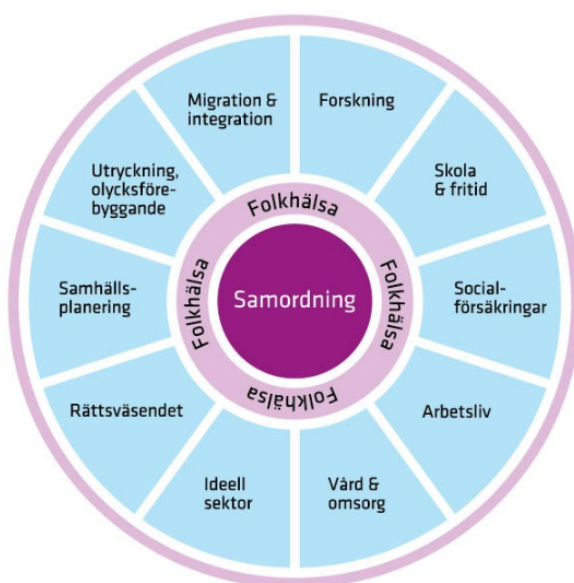 Migration &
integration
Forskning
Utryckning,
olycksföre-
byggande
Skola
& fritid
Folkhälsa
Samhälls-
planering
Folkhälsa
Samordning
Folkhälsa
Social-
försäkringar
Folkhälsa
Rättsväsendet
Arbetsliv
Ideell
sektor
Vård &
omsorg